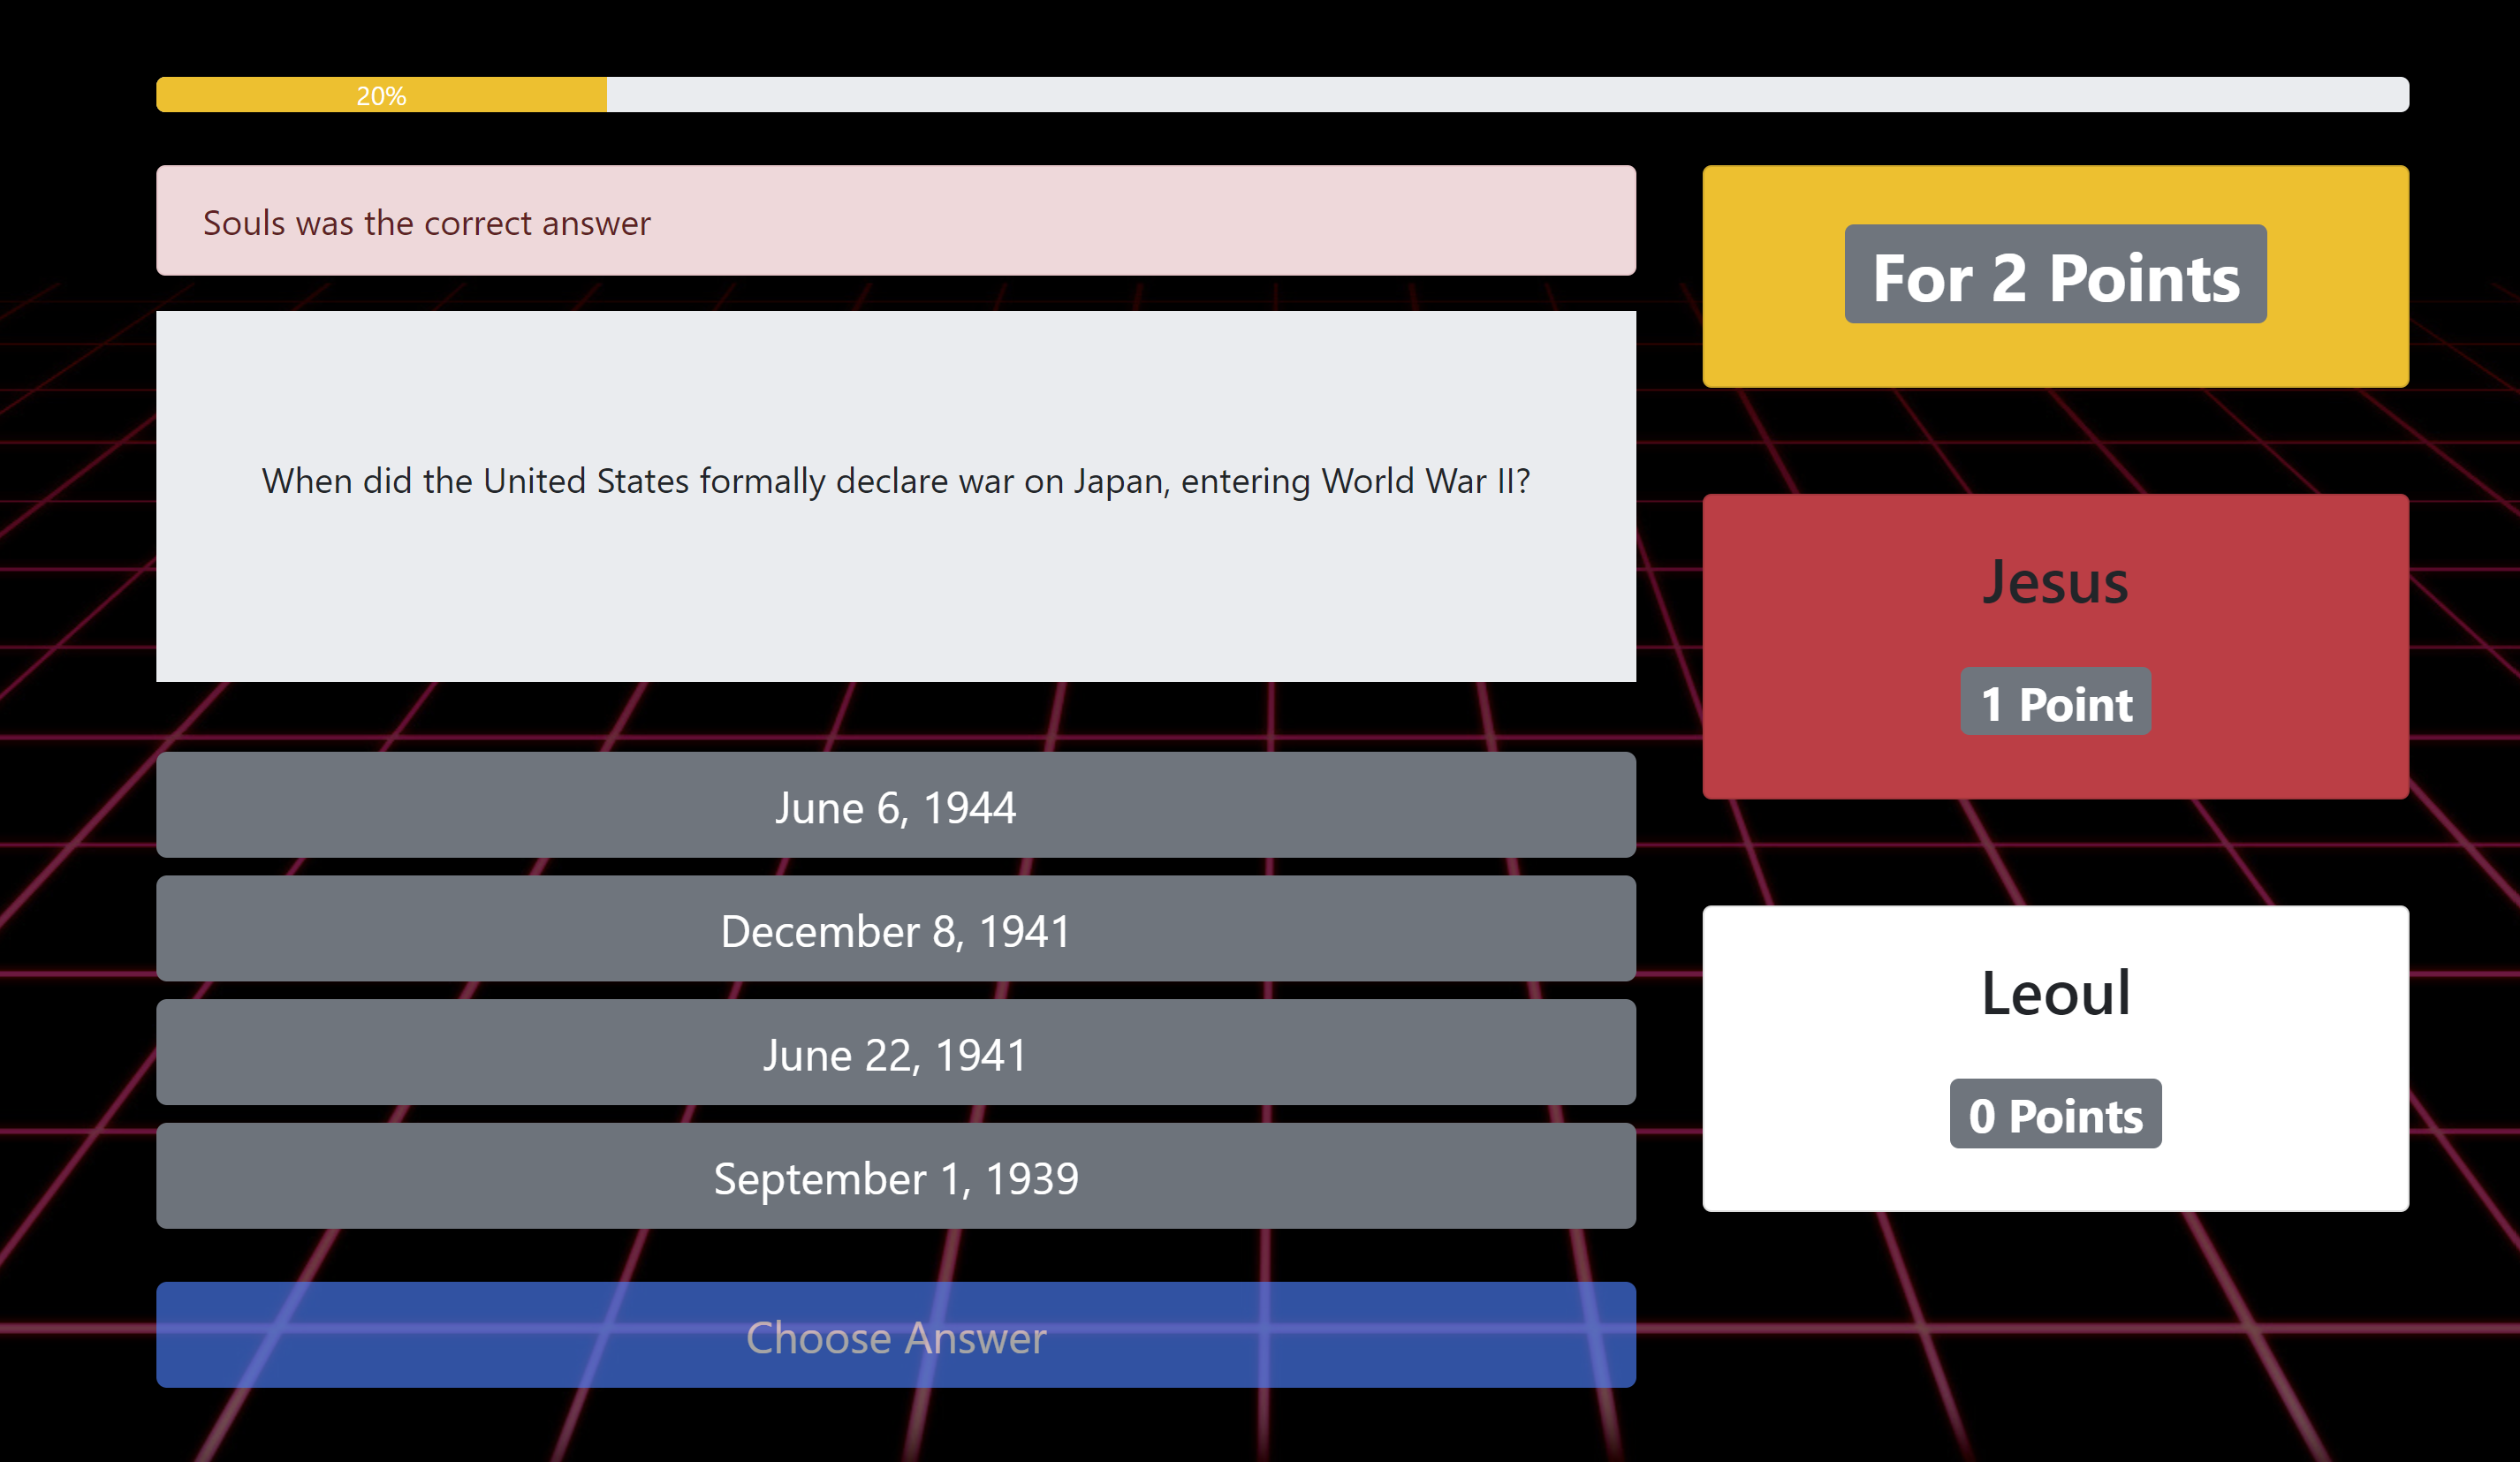 20%
Souls was the correct answer
For 2 Points
When did the United States formally declare war on Japan, entering World War II?
Jesus
1 Point
June 6, 1944
December 8, 1941
June 22, 1941
September 1, 1939
Leoul
0 Points
Choose Answer